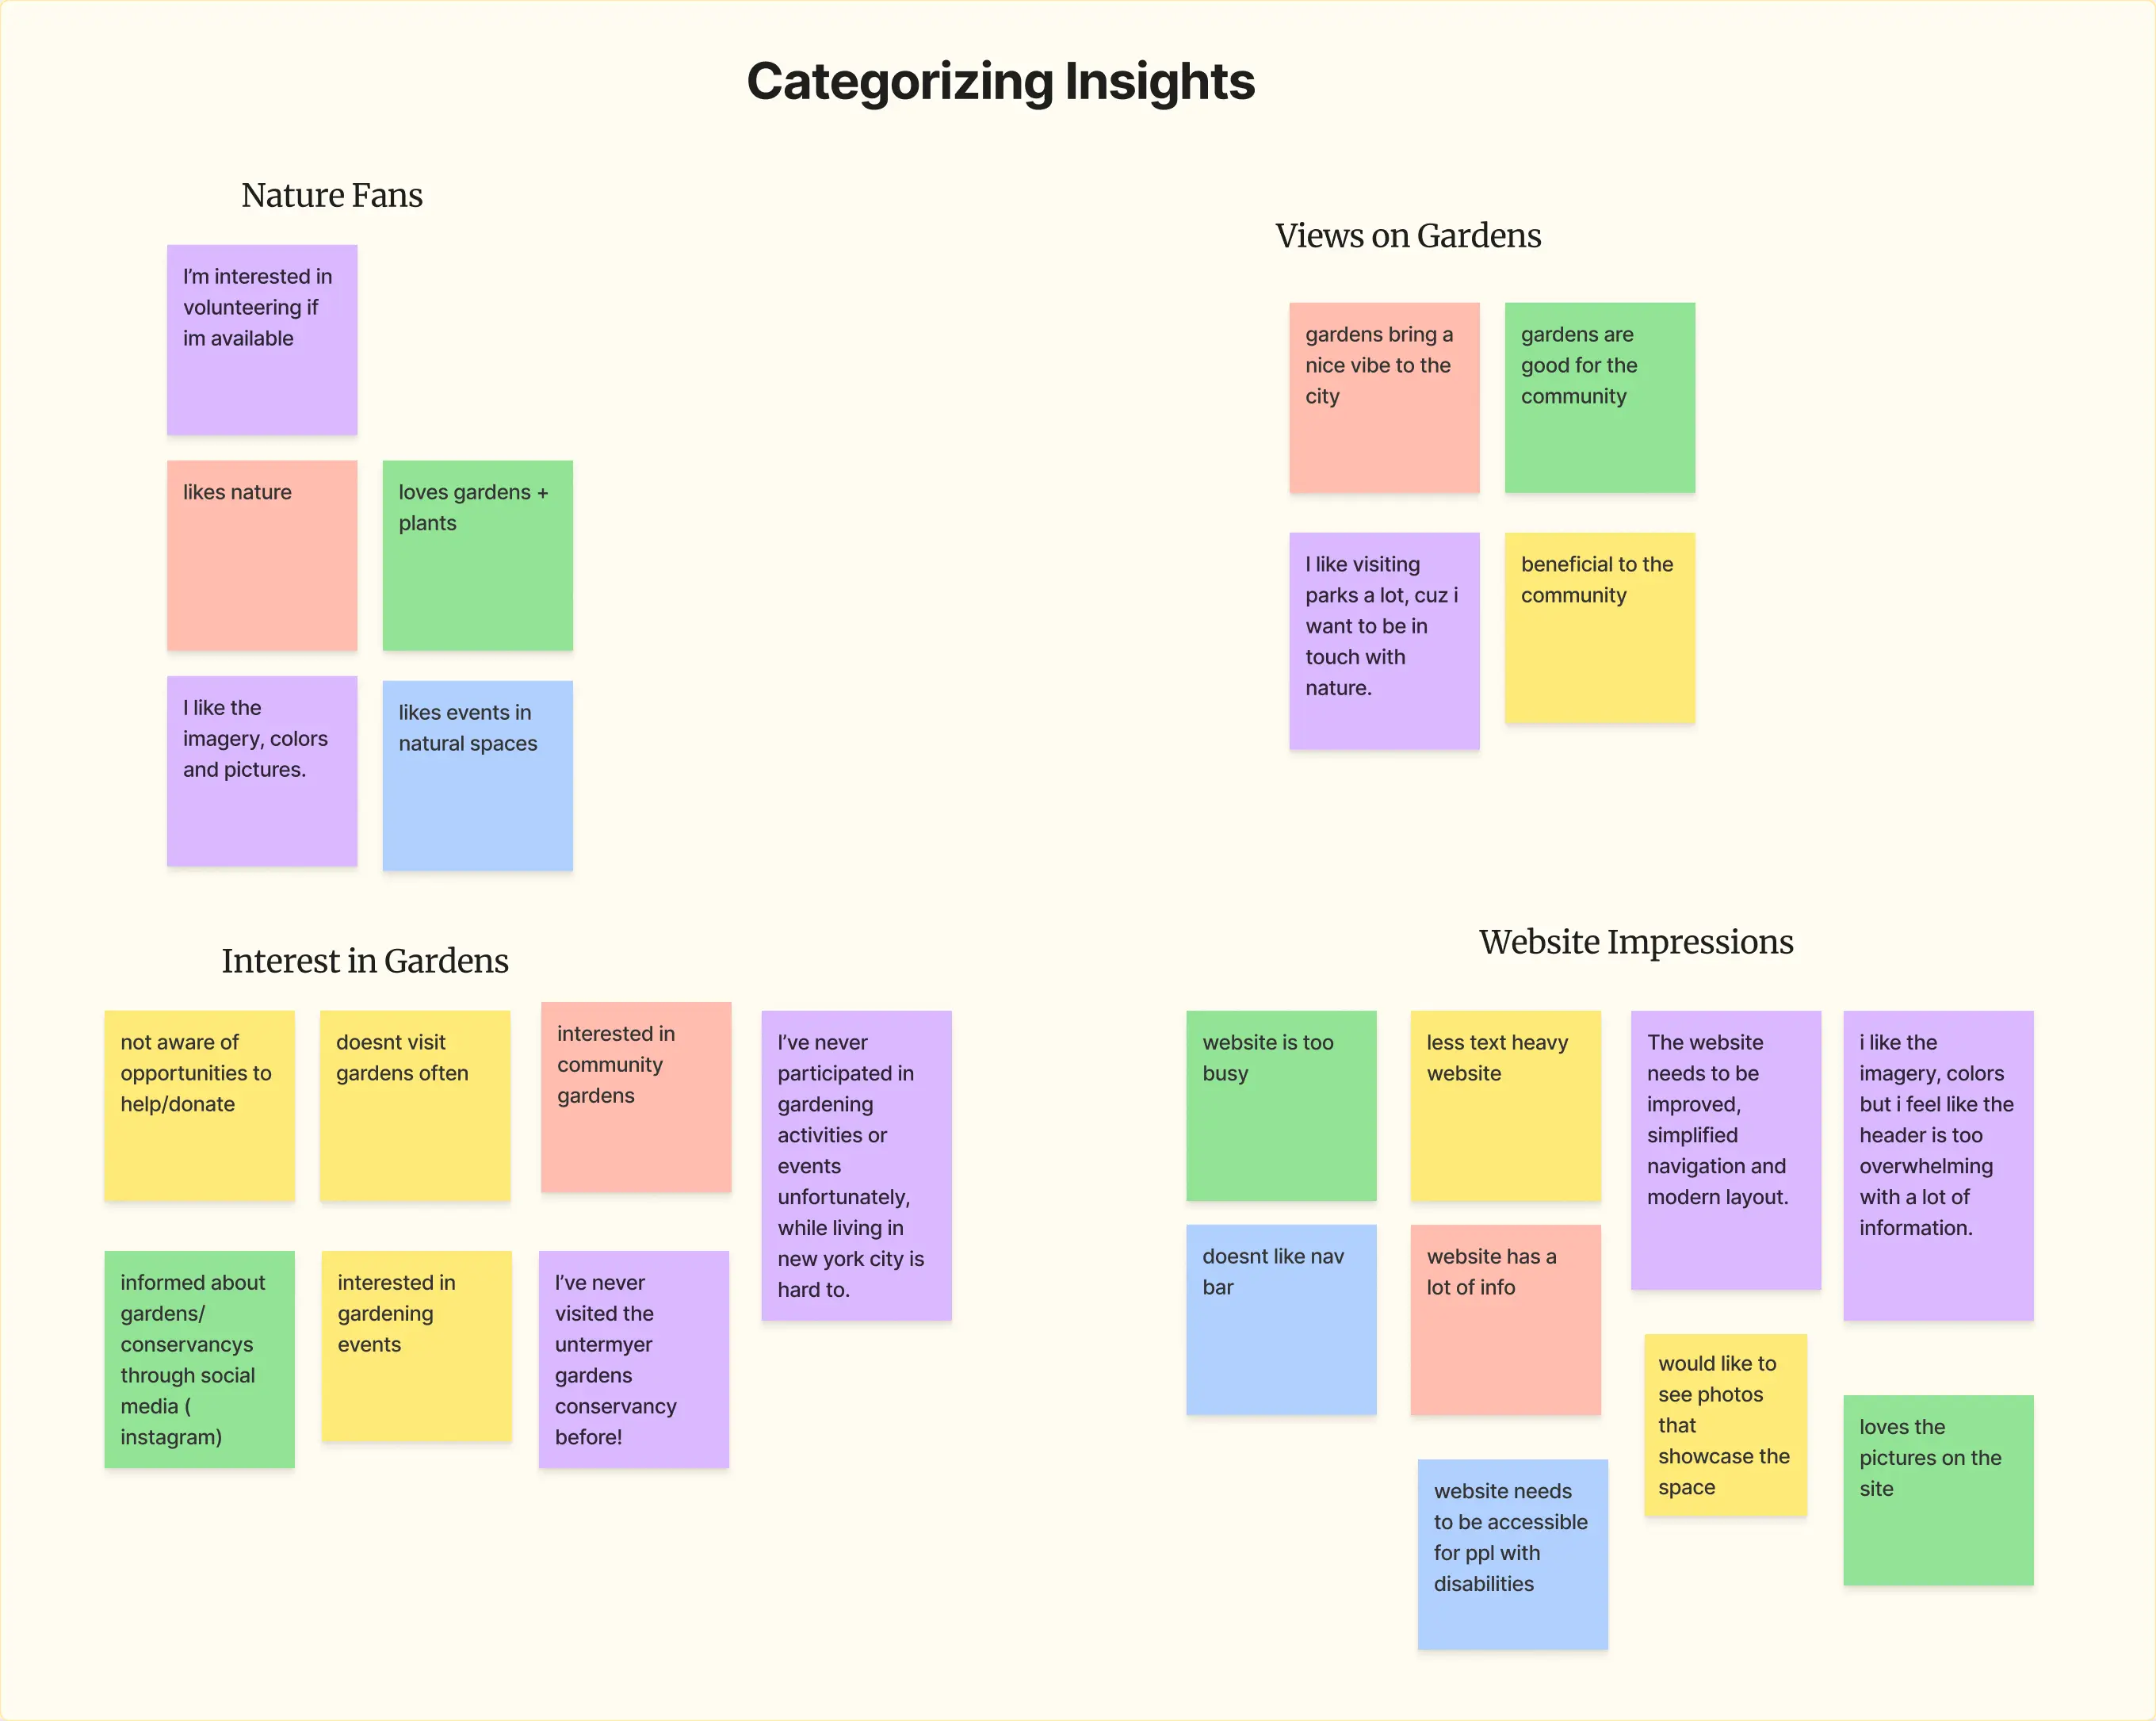 Categorizing Insights
Nature Fans
I’m interested in
volunteering if
im available
likes nature
loves gardens +
plants
I like the
imagery, colors
and pictures.
likes events in
natural spaces
Views on Gardens
gardens bring a
nice vibe to the
city
gardens are
good for the
community
I like visiting
parks a lot, cuz i
want to be in
touch with
nature.
beneficial to the
community
Interest in Gardens
not aware of
opportunities to
help/donate
doesnt visit
gardens often
interested in
community
gardens
I’ve never
participated in
gardening
activities or
events
unfortunately,
while living in
new york city is
hard to.
informed about
gardens/
conservancys
through social
media (
instagram)
interested in
gardening
events
I’ve never
visited the
untermyer
gardens
conservancy
before!
Website Impressions
website is too
busy
less text heavy
website
The website
needs to be
improved,
simplified
navigation and
modern layout.
i like the
imagery, colors
but i feel like the
header is too
overwhelming
with a lot of
information.
doesnt like nav
bar
website has a
lot of info
would like to
see photos
that
showcase the
space
loves the
pictures on the
site
website needs
to be accessible
for ppl with
disabilities